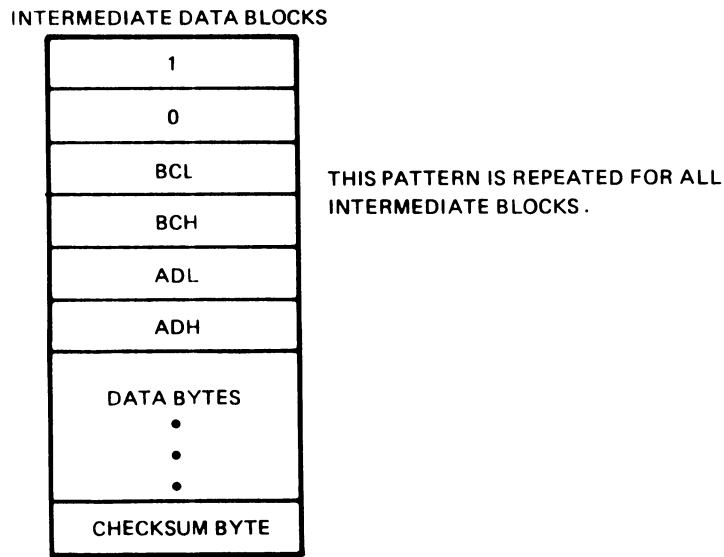 INTERMEDIATE DATA BLOCKS
1
0
BCL
BCH
ADL
ADH
DATA BYTES
CHECKSUM BYTE
THIS PATTERN IS REPEATED FOR ALL
INTERMEDIATE BLOCKS.